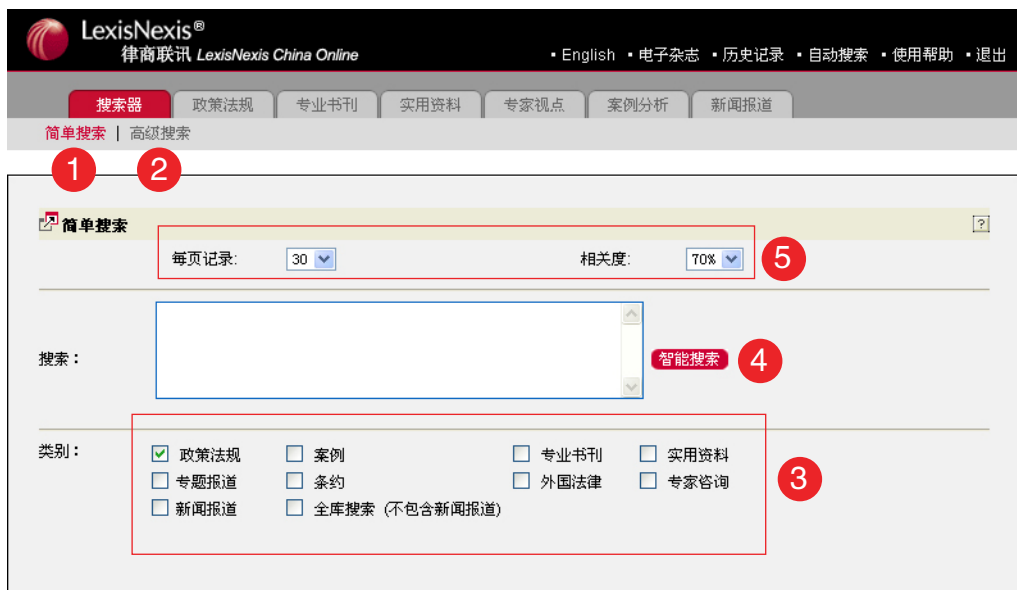 LexisNexis®
律商联讯 LexisNexis China Online
▪ English ▪ 电子杂志 ▪ 历史记录 ▪ 自动搜索 ▪ 使用帮助 ▪ 退出
搜索器 政策法规 专业书刊 实用资料 专家视点 案例分析 新闻报道
简单搜索 | 高级搜索
1 2
简单搜索 ?
每页记录: 30 相关度: 70% 5
搜索： 智能搜索 4
类别： 政策法规 案例 专业书刊 实用资料
专题报道 条约 外国法律 专家咨询 3
新闻报道 全库搜索 (不包含新闻报道)